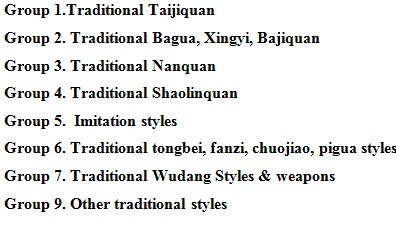 Group 1.Traditional Taijiquan
Group 2. Traditional Bagua, Xingyi, Bajiquan
Group 3. Traditional Nanquan
Group 4. Traditional Shaolinquan
Group 5.  Imitation styles
Group 6. Traditional tongbei, fanzi, chuojiao, pigua styles
Group 7. Traditional Wudang Styles & weapons
Group 9. Other traditional styles